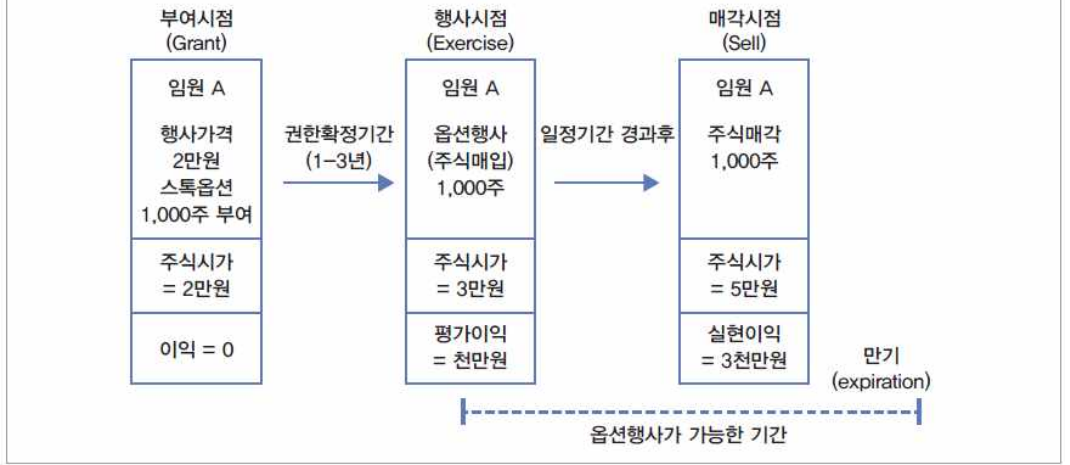 부여시점
(Grant)
임원 A
행사가격
2만원
스톡옵션
1,000주 부여
주식시가
= 2만원
이익 = 0
권한확정기간
(1-3년)
행사시점
(Exercise)
임원 A
옵션행사
(주식매입)
1,000주
주식시가
= 3만원
평가이익
= 천만원
일정기간 경과후
매각시점
(Sell)
임원 A
주식매각
1,000주
주식시가
= 5만원
실현이익
= 3천만원
만기
(expiration)
옵션행사가 가능한 기간